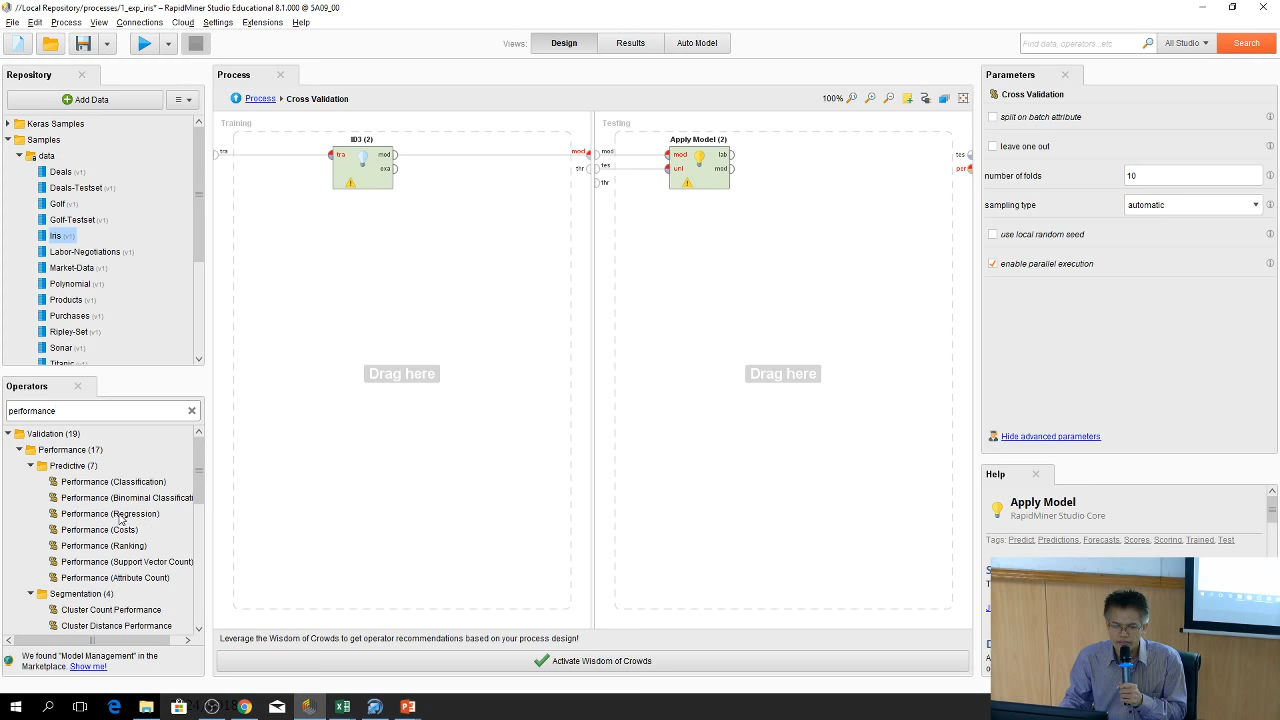 //Local Repository/processes/1_exp_iris* – RapidMiner Studio Educational 8.1.000 @ SA09_00
File Edit Process View Connections Cloud Settings Extensions Help
Views: Design Results Auto Model
Find data, operators...etc All Studio Search
Repository
Add Data
Keras Samples
Samples
data
Deals (v1)
Deals-Testset (v1)
Golf (v1)
Golf-Testset (v1)
Iris (v1)
Labor-Negotiations (v1)
Market-Data (v1)
Polynomial (v1)
Products (v1)
Purchases (v1)
Ripley-Set (v1)
Sonar (v1)
Titanic (v1)
Operators
performance
Validation (19)
Performance (17)
Predictive (7)
Performance (Classification)
Performance (Binominal Classificati
Performance (Regression)
Performance (Costs)
Performance (Ranking)
Performance (Support Vector Count)
Performance (Attribute Count)
Segmentation (4)
Cluster Count Performance
Cluster Distance Performance
We found "Model Management" in the
Marketplace. Show me!
Process
Process Cross Validation
100%
Training
ID3 (2)
tra tra mod mod
exa thr
Drag here
Testing
Apply Model (2)
mod mod lab tes
tes unl mod per
thr
Drag here
Leverage the Wisdom of Crowds to get operator recommendations based on your process design!
Activate Wisdom of Crowds
Parameters
Cross Validation
split on batch attribute
leave one out
number of folds 10
sampling type automatic
use local random seed
enable parallel execution
Hide advanced parameters
Help
Apply Model
RapidMiner Studio Core
Tags: Predict, Predictions, Forecasts, Scores, Scoring, Trained, Test